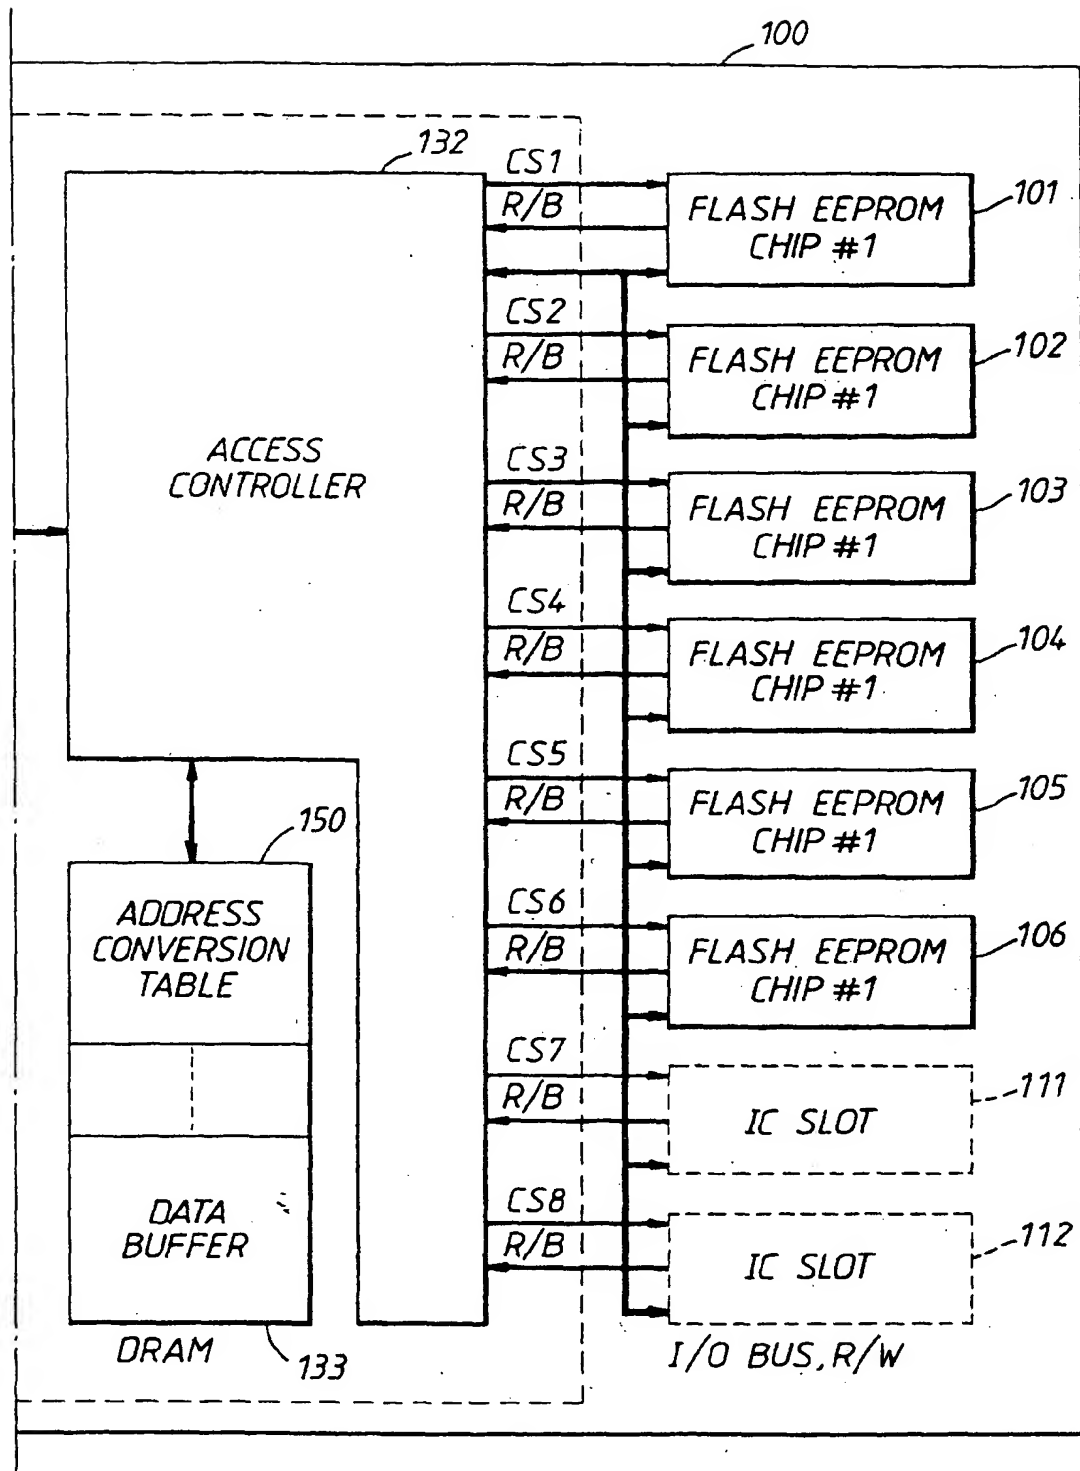 100
132
CS1
R/B
FLASH EEPROM
CHIP #1
101
CS2
R/B
FLASH EEPROM
CHIP #1
102
ACCESS
CONTROLLER
CS3
R/B
FLASH EEPROM
CHIP #1
103
CS4
R/B
FLASH EEPROM
CHIP #1
104
CS5
R/B
FLASH EEPROM
CHIP #1
105
150
ADDRESS
CONVERSION
TABLE
CS6
R/B
FLASH EEPROM
CHIP #1
106
CS7
R/B
IC SLOT
111
DATA
BUFFER
CS8
R/B
IC SLOT
112
DRAM
133
I/O BUS, R/W